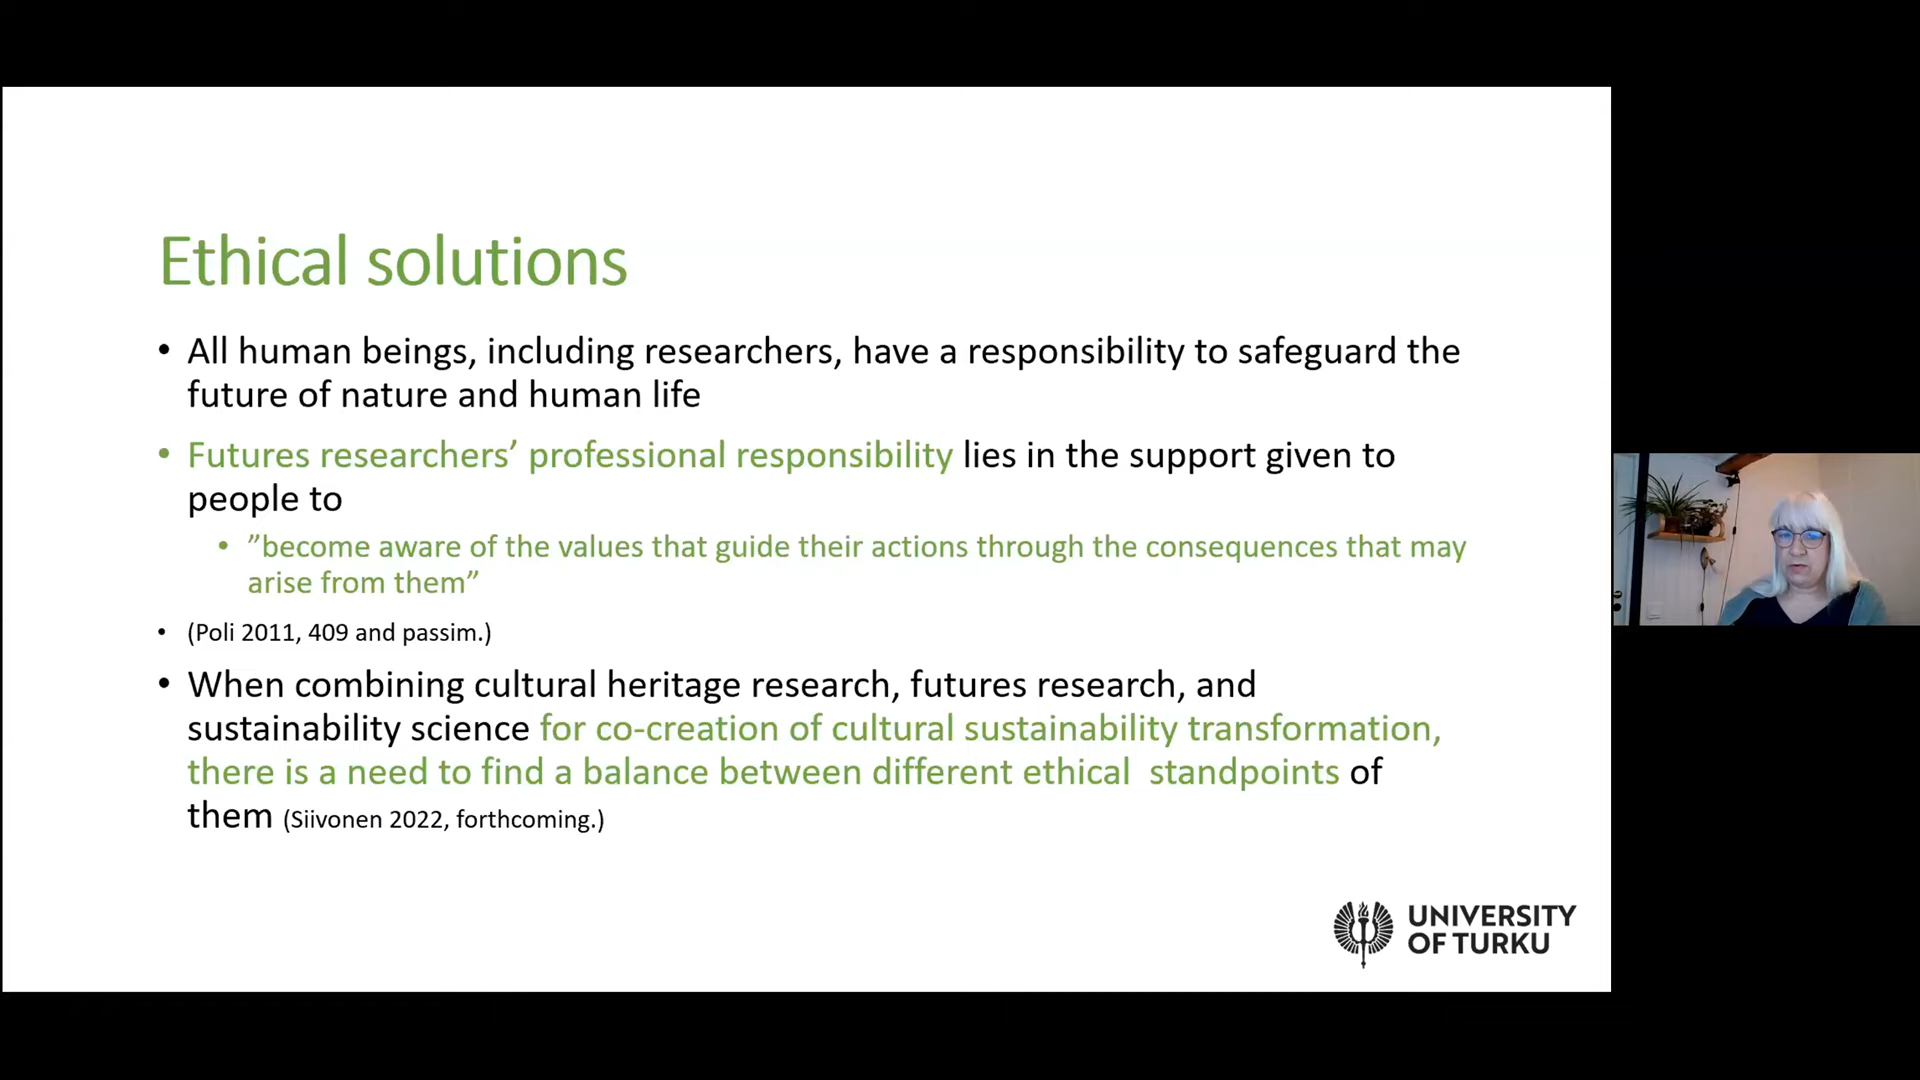 Ethical solutions
• All human beings, including researchers, have a responsibility to safeguard the
future of nature and human life
• Futures researchers’ professional responsibility lies in the support given to
people to
• ”become aware of the values that guide their actions through the consequences that may
arise from them”
• (Poli 2011, 409 and passim.)
• When combining cultural heritage research, futures research, and
sustainability science for co-creation of cultural sustainability transformation,
there is a need to find a balance between different ethical  standpoints of
them (Siivonen 2022, forthcoming.)
UNIVERSITY
OF TURKU